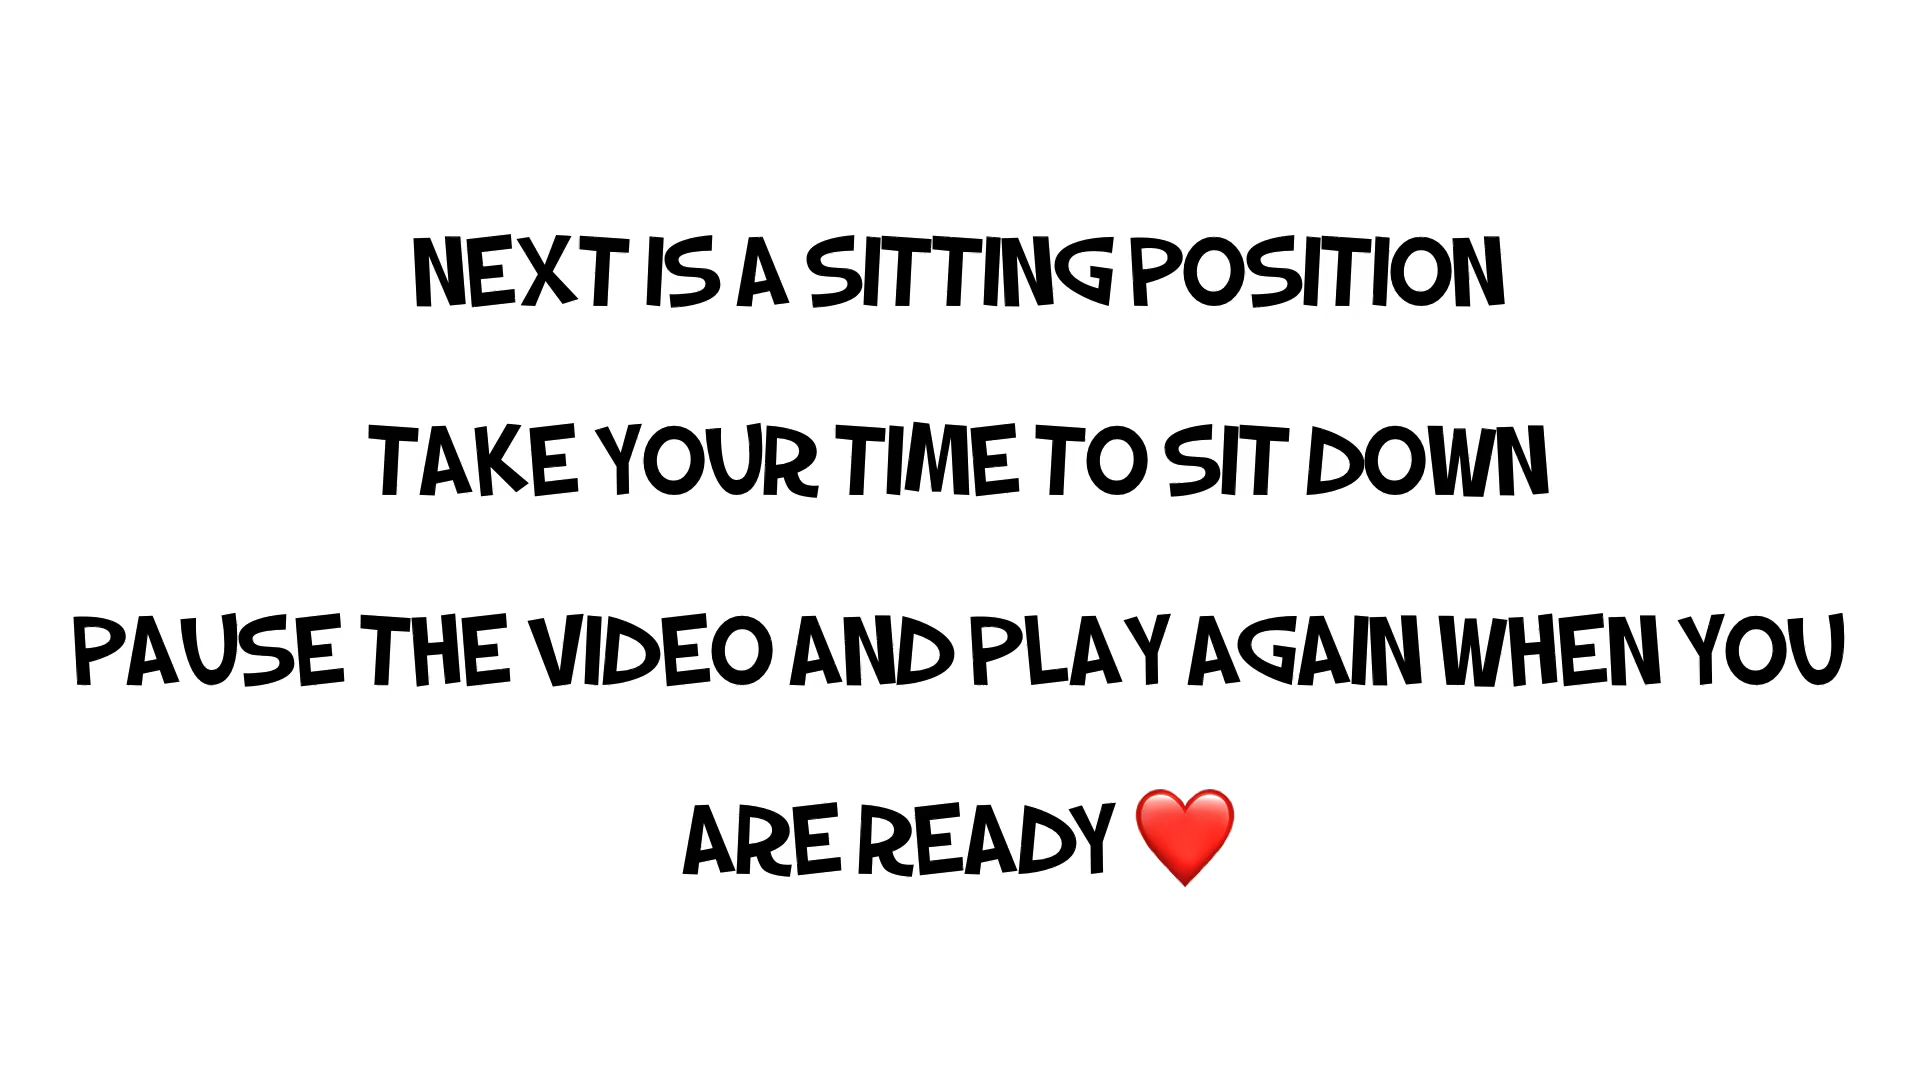 NEXT IS A SITTING POSITION
TAKE YOUR TIME TO SIT DOWN
PAUSE THE VIDEO AND PLAY AGAIN WHEN YOU
ARE READY ❤️